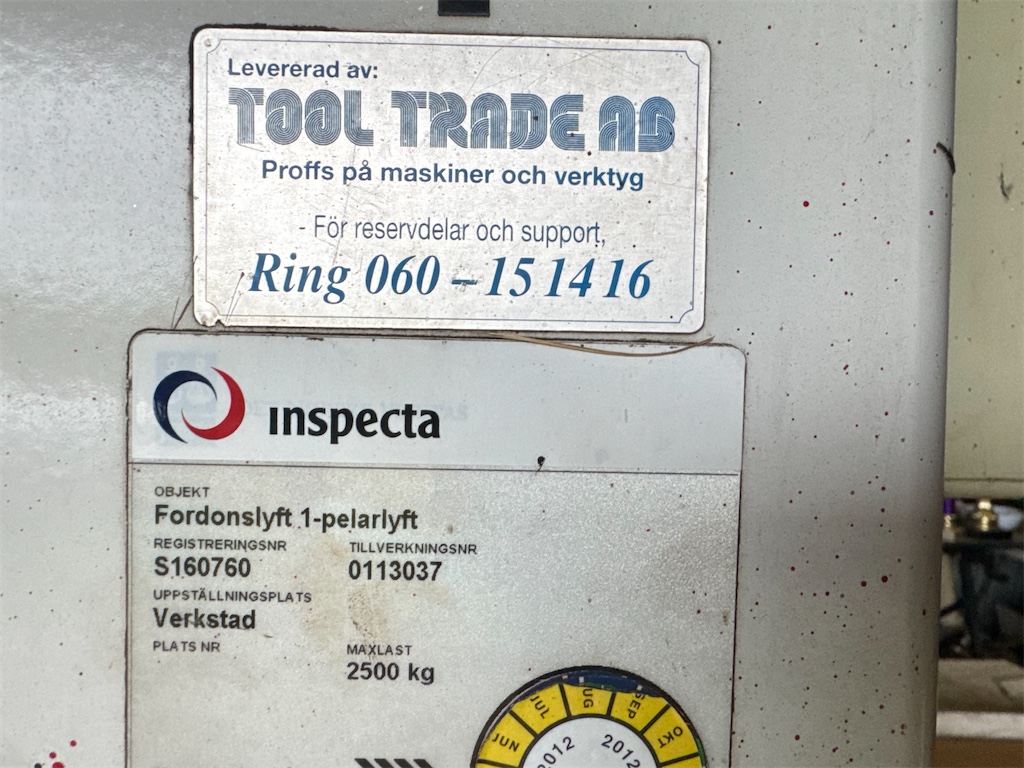 Levererad av:
TOOL TRADE AB
Proffs på maskiner och verktyg
- För reservdelar och support,
Ring 060 – 15 14 16
inspecta
OBJEKT
Fordonslyft 1-pelarlyft
REGISTRERINGSNR TILLVERKNINGSNR
S160760 0113037
UPPSTÄLLNINGSPLATS
Verkstad
PLATS NR MAXLAST
2500 kg
JUN JUL UG SEP OKT
2012 2012